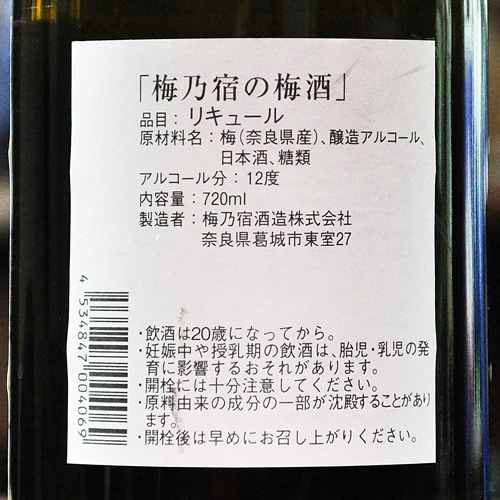 「梅乃宿の梅酒」
品目：リキュール
原材料名：梅(奈良県産)、醸造アルコール、
日本酒、糖類
アルコール分：12度
内容量：720ml
製造者：梅乃宿酒造株式会社
奈良県葛城市東室27
・飲酒は20歳になってから。
・妊娠中や授乳期の飲酒は、胎児・乳児の発
育に影響するおそれがあります。
・開栓には十分注意してください。
・原料由来の成分の一部が沈殿することがあり
ます。
・開栓後は早めにお召し上がりください。
4 534847 004069